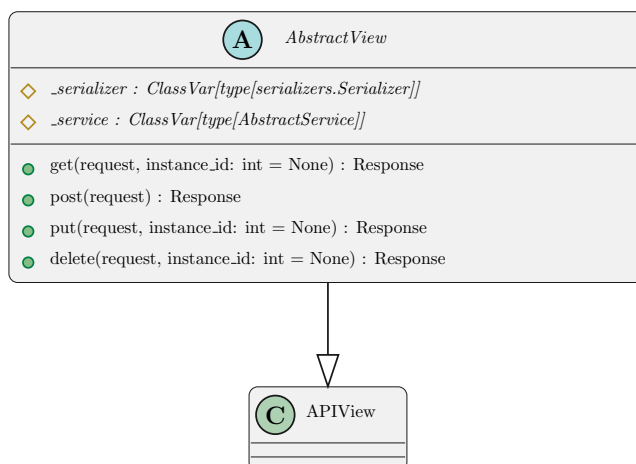 A AbstractView
_serializer : ClassVar[type[serializers.Serializer]]
_service : ClassVar[type[AbstractService]]
get(request, instance_id: int = None) : Response
post(request) : Response
put(request, instance_id: int = None) : Response
delete(request, instance_id: int = None) : Response
C APIView